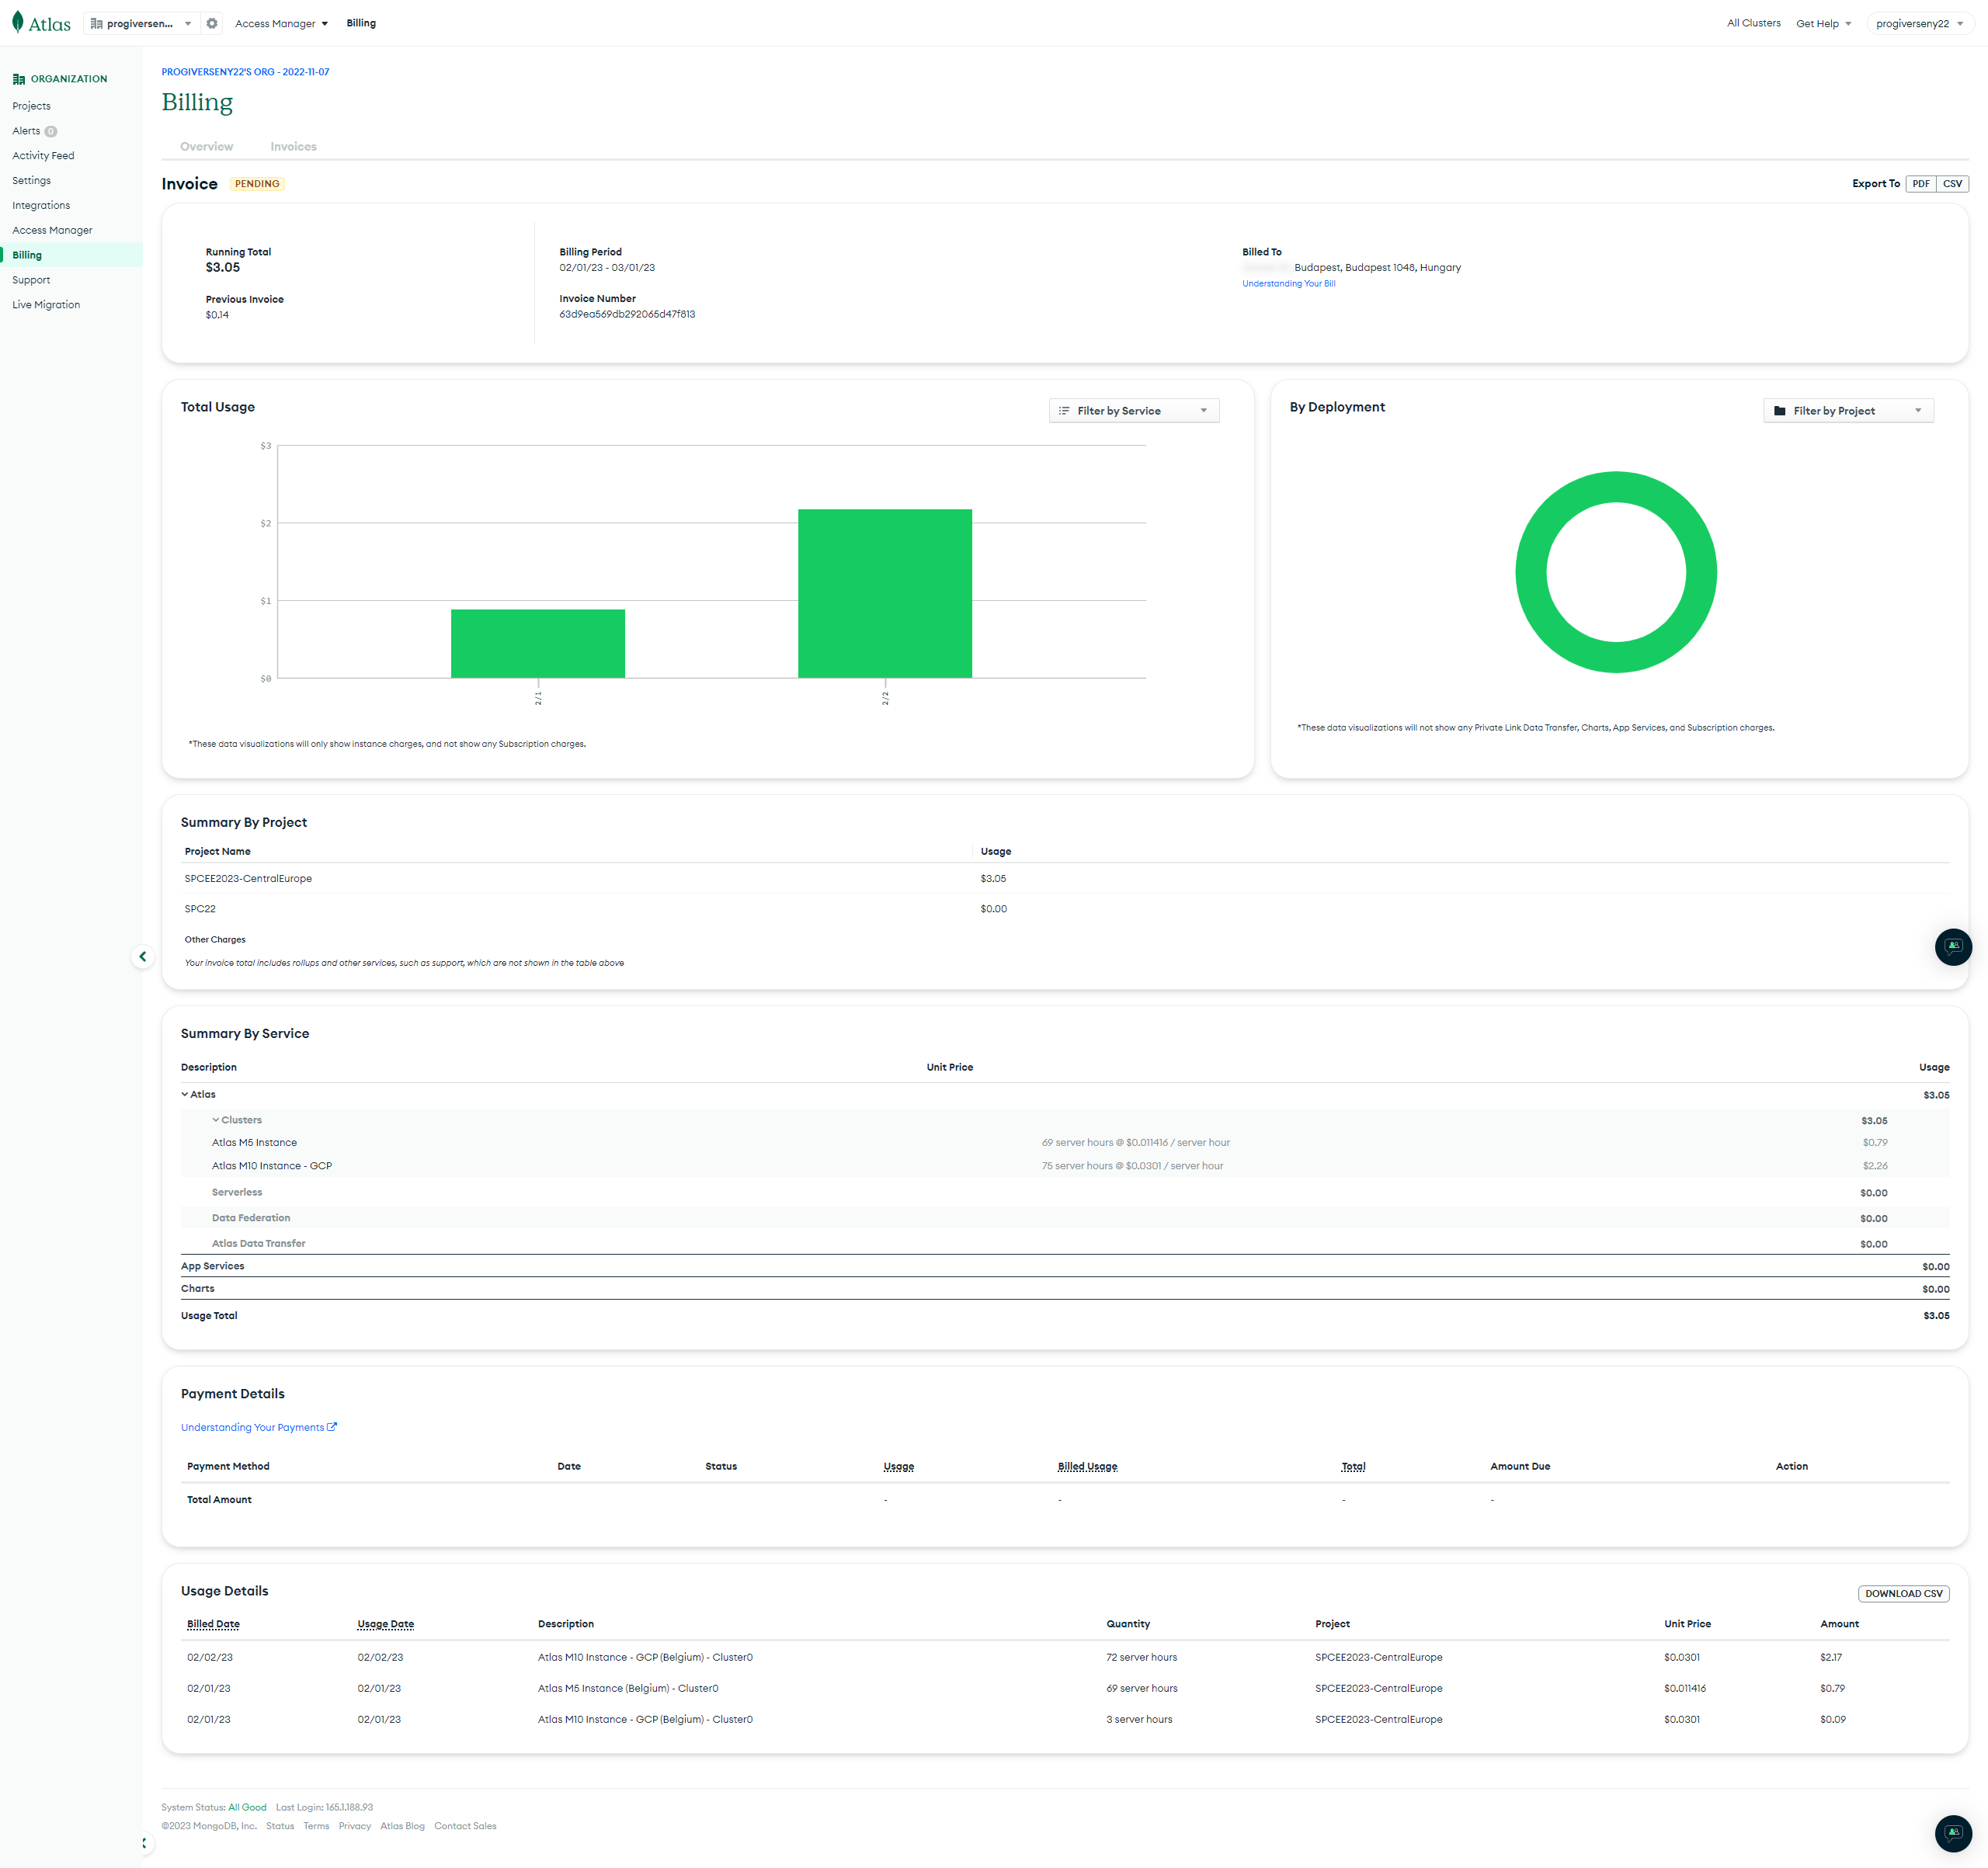 Atlas
progiversen...
Access Manager
Billing
All Clusters
Get Help
progiverseny22
ORGANIZATION
Projects
Alerts 0
Activity Feed
Settings
Integrations
Access Manager
Billing
Support
Live Migration
PROGIVERSENY22'S ORG - 2022-11-07
Billing
Overview Invoices
Invoice PENDING
Export To PDF CSV
Running Total
$3.05
Previous Invoice
$0.14
Billing Period
02/01/23 - 03/01/23
Invoice Number
63d9ea569db292065d47f813
Billed To
Budapest, Budapest 1048, Hungary
Understanding Your Bill
Total Usage
Filter by Service
$3
$2
$1
$0
2/1
2/2
*These data visualizations will only show instance charges, and not show any Subscription charges.
By Deployment
Filter by Project
*These data visualizations will not show any Private Link Data Transfer, Charts, App Services, and Subscription charges.
Summary By Project
Project Name Usage
SPCEE2023-CentralEurope $3.05
SPC22 $0.00
Other Charges
Your invoice total includes rollups and other services, such as support, which are not shown in the table above
Summary By Service
Description Unit Price Usage
Atlas $3.05
Clusters $3.05
Atlas M5 Instance 69 server hours @ $0.011416 / server hour $0.79
Atlas M10 Instance - GCP 75 server hours @ $0.0301 / server hour $2.26
Serverless $0.00
Data Federation $0.00
Atlas Data Transfer $0.00
App Services $0.00
Charts $0.00
Usage Total $3.05
Payment Details
Understanding Your Payments
Payment Method Date Status Usage Billed Usage Total Amount Due Action
Total Amount - - - -
Usage Details
DOWNLOAD CSV
Billed Date Usage Date Description Quantity Project Unit Price Amount
02/02/23 02/02/23 Atlas M10 Instance - GCP (Belgium) - Cluster0 72 server hours SPCEE2023-CentralEurope $0.0301 $2.17
02/01/23 02/01/23 Atlas M5 Instance (Belgium) - Cluster0 69 server hours SPCEE2023-CentralEurope $0.011416 $0.79
02/01/23 02/01/23 Atlas M10 Instance - GCP (Belgium) - Cluster0 3 server hours SPCEE2023-CentralEurope $0.0301 $0.09
System Status: All Good Last Login: 165.1.188.93
©2023 MongoDB, Inc. Status Terms Privacy Atlas Blog Contact Sales